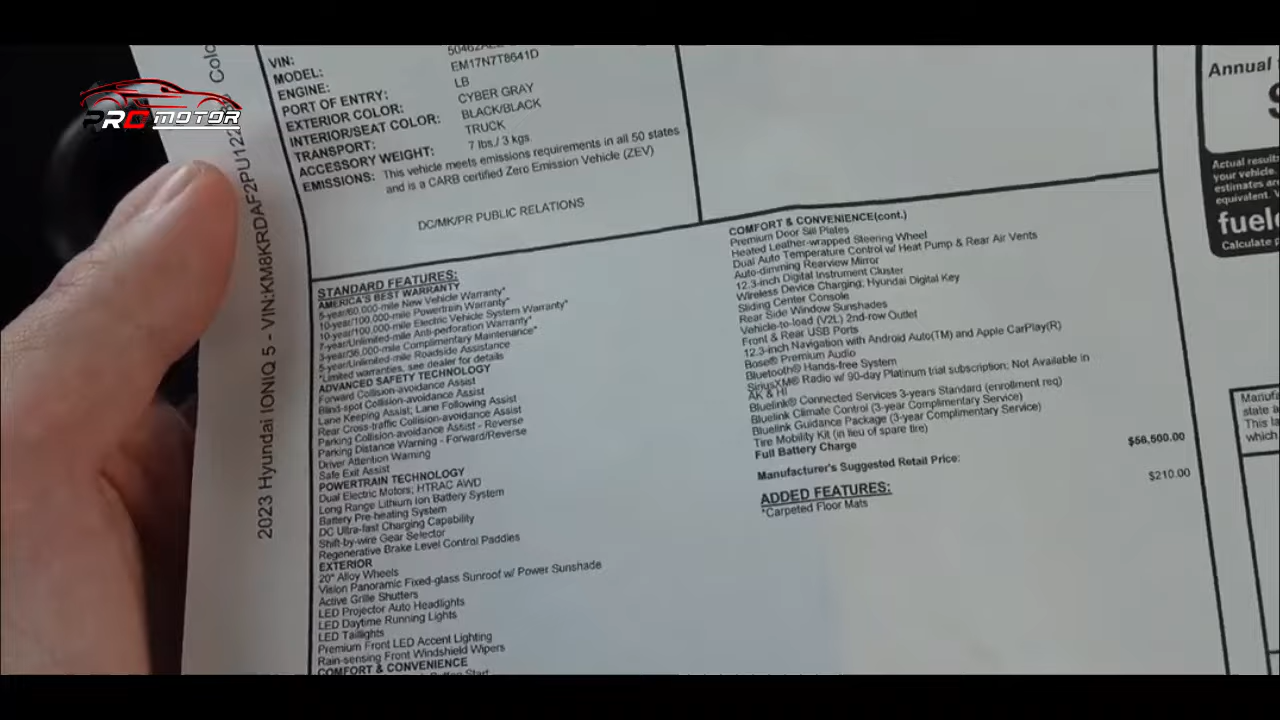 PRO MOTOR
2023 Hyundai IONIQ 5 - VIN:KM8KRDAF2PU122 Colo
VIN:
MODEL:
ENGINE: EM17N7T8641D
PORT OF ENTRY: LB
EXTERIOR COLOR: CYBER GRAY
INTERIOR/SEAT COLOR: BLACK/BLACK
TRANSPORT: TRUCK
ACCESSORY WEIGHT: 7 lbs./ 3 kgs
EMISSIONS: This vehicle meets emissions requirements in all 50 states
and is a CARB certified Zero Emission Vehicle (ZEV)
DC/MK/PR PUBLIC RELATIONS
STANDARD FEATURES:
AMERICA'S BEST WARRANTY
5-year/60,000-mile New Vehicle Warranty*
10-year/100,000-mile Powertrain Warranty*
10-year/100,000-mile Electric Vehicle System Warranty*
7-year/Unlimited-mile Anti-perforation Warranty*
3-year/36,000-mile Complimentary Maintenance*
5-year/Unlimited-mile Roadside Assistance
*Limited warranties, see dealer for details
ADVANCED SAFETY TECHNOLOGY
Forward Collision-avoidance Assist
Blind-spot Collision-avoidance Assist
Lane Keeping Assist; Lane Following Assist
Rear Cross-traffic Collision-avoidance Assist
Parking Collision-avoidance Assist - Reverse
Parking Distance Warning - Forward/Reverse
Driver Attention Warning
Safe Exit Assist
POWERTRAIN TECHNOLOGY
Dual Electric Motors; HTRAC AWD
Long Range Lithium Ion Battery System
Battery Pre-heating System
DC Ultra-fast Charging Capability
Shift-by-wire Gear Selector
Regenerative Brake Level Control Paddles
EXTERIOR
20" Alloy Wheels
Vision Panoramic Fixed-glass Sunroof w/ Power Sunshade
Active Grille Shutters
LED Projector Auto Headlights
LED Daytime Running Lights
LED Taillights
Premium Front LED Accent Lighting
Rain-sensing Front Windshield Wipers
COMFORT & CONVENIENCE
Button Start
COMFORT & CONVENIENCE(cont.)
Premium Door Sill Plates
Heated Leather-wrapped Steering Wheel
Dual Auto Temperature Control w/ Heat Pump & Rear Air Vents
Auto-dimming Rearview Mirror
12.3-inch Digital Instrument Cluster
Wireless Device Charging; Hyundai Digital Key
Sliding Center Console
Rear Side Window Sunshades
Vehicle-to-load (V2L) 2nd-row Outlet
Front & Rear USB Ports
12.3-inch Navigation with Android Auto(TM) and Apple CarPlay(R)
Bose® Premium Audio
Bluetooth® Hands-free System
SiriusXM® Radio w/ 90-day Platinum trial subscription; Not Available in
AK & HI
Bluelink® Connected Services 3-years Standard (enrollment req)
Bluelink Climate Control (3-year Complimentary Service)
Bluelink Guidance Package (3-year Complimentary Service)
Tire Mobility Kit (in lieu of spare tire)
Full Battery Charge
Manufacturer's Suggested Retail Price: $56,500.00
ADDED FEATURES:
*Carpeted Floor Mats $210.00
Annual
Actual result
your vehicle.
estimates ar
equivalent.
fuel
Calculate
Manufa
state a
This la
which